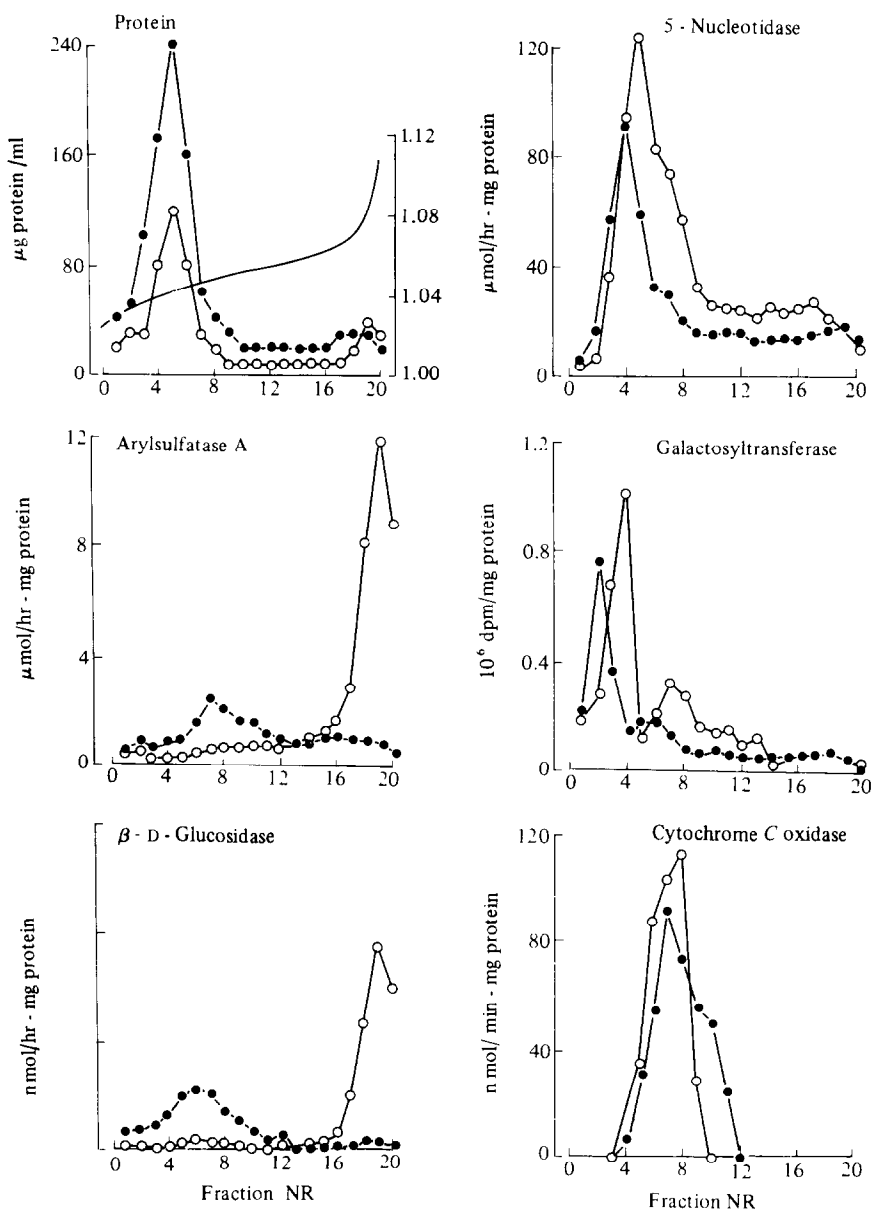 Protein
240
160
80
0
µg protein /ml
1.12
1.08
1.04
1.00
0 4 8 12 16 20
5 - Nucleotidase
120
80
40
0
µmol/hr - mg protein
0 4 8 12 16 20
Arylsulfatase A
12
8
4
0
µmol/hr - mg protein
0 4 8 12 16 20
Galactosyltransferase
1.2
0.8
0.4
0
10⁶ dpm/mg protein
0 4 8 12 16 20
β - D - Glucosidase
nmol/hr - mg protein
0 4 8 12 16 20
Fraction NR
Cytochrome C oxidase
120
80
40
0
n mol/ min - mg protein
0 4 8 12 16 20
Fraction NR